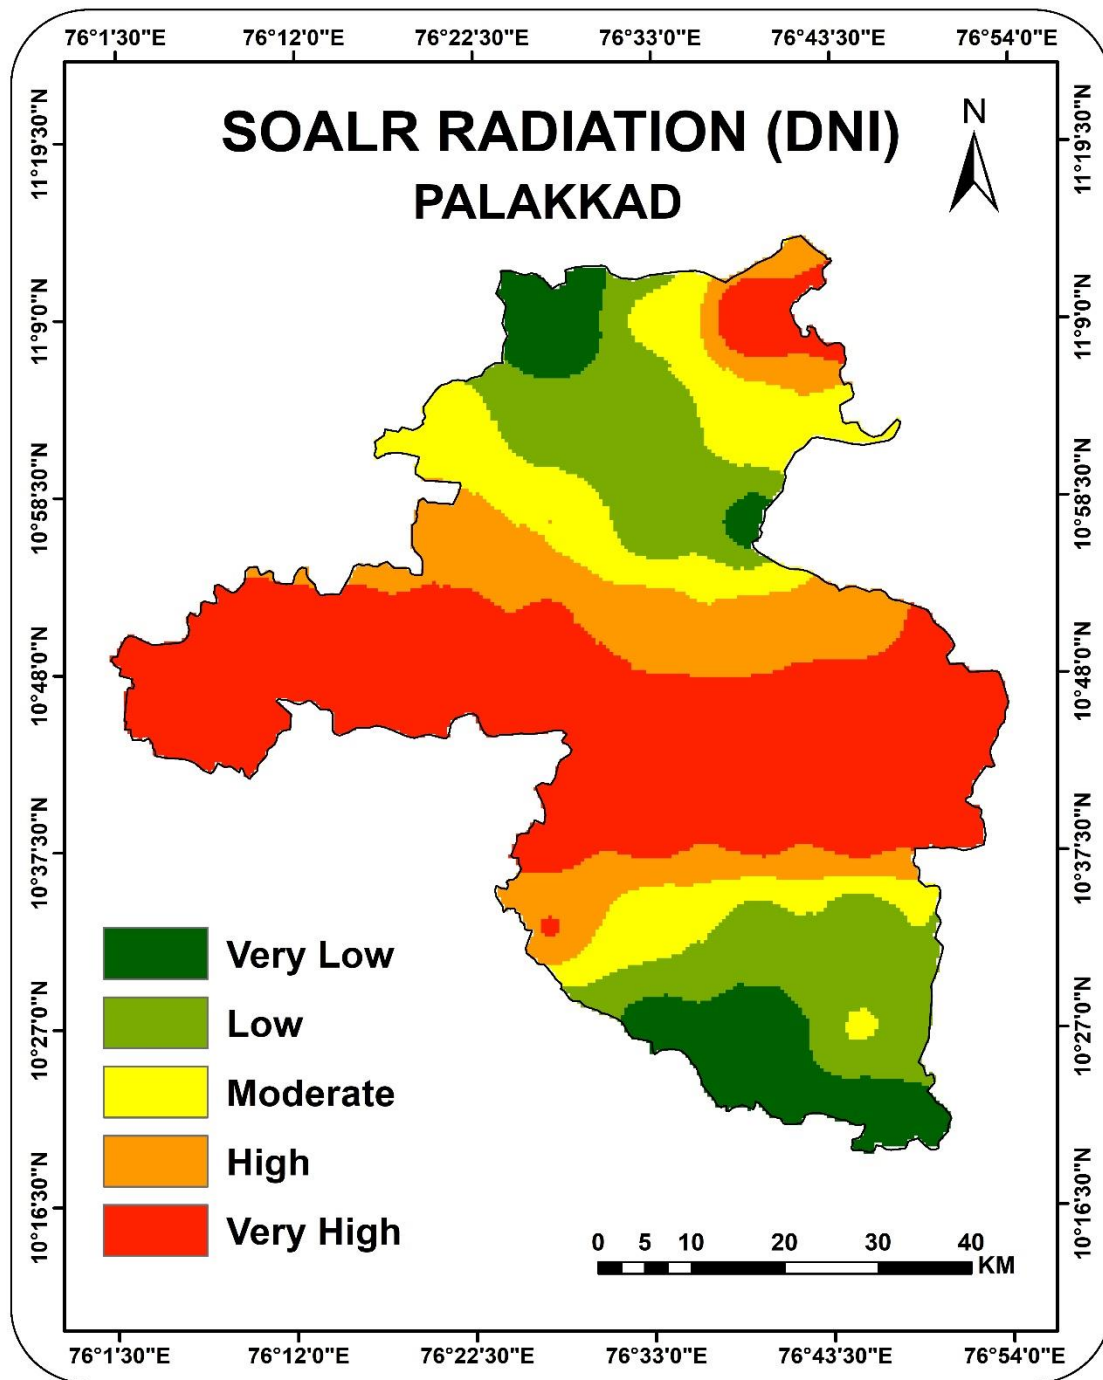 76°1'30"E 76°12'0"E 76°22'30"E 76°33'0"E 76°43'30"E 76°54'0"E
SOALR RADIATION (DNI)
PALAKKAD
N
11°19'30"N
11°9'0"N
10°58'30"N
10°48'0"N
10°37'30"N
10°27'0"N
10°16'30"N
11°19'30"N
11°9'0"N
10°58'30"N
10°48'0"N
10°37'30"N
10°27'0"N
10°16'30"N
Very Low
Low
Moderate
High
Very High
0 5 10 20 30 40
KM
76°1'30"E 76°12'0"E 76°22'30"E 76°33'0"E 76°43'30"E 76°54'0"E